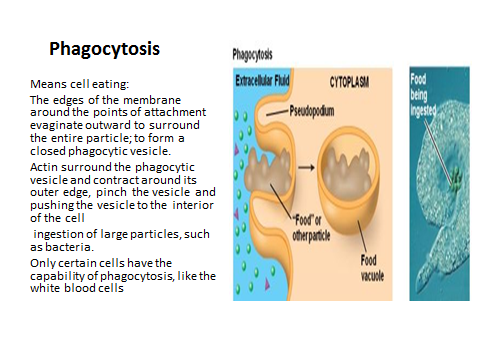 Phagocytosis
Means cell eating:
The edges of the membrane
around the points of attachment
evaginate outward to surround
the entire particle; to form a
closed phagocytic vesicle.
Actin surround the phagocytic
vesicle and contract around its
outer edge, pinch the vesicle and
pushing the vesicle to the interior
of the cell
ingestion of large particles, such
as bacteria.
Only certain cells have the
capability of phagocytosis, like the
white blood cells
Phagocytosis
Extracellular Fluid
CYTOPLASM
Pseudopodium
"Food" or
other particle
Food
vacuole
Food
being
ingested